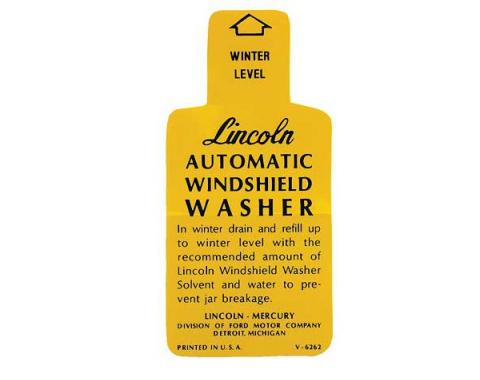 WINTER
LEVEL
Lincoln
AUTOMATIC
WINDSHIELD
WASHER
In winter drain and refill up
to winter level with the
recommended amount of
Lincoln Windshield Washer
Solvent and water to pre-
vent jar breakage.
LINCOLN - MERCURY
DIVISION OF FORD MOTOR COMPANY
DETROIT, MICHIGAN
PRINTED IN U.S.A. V-6262